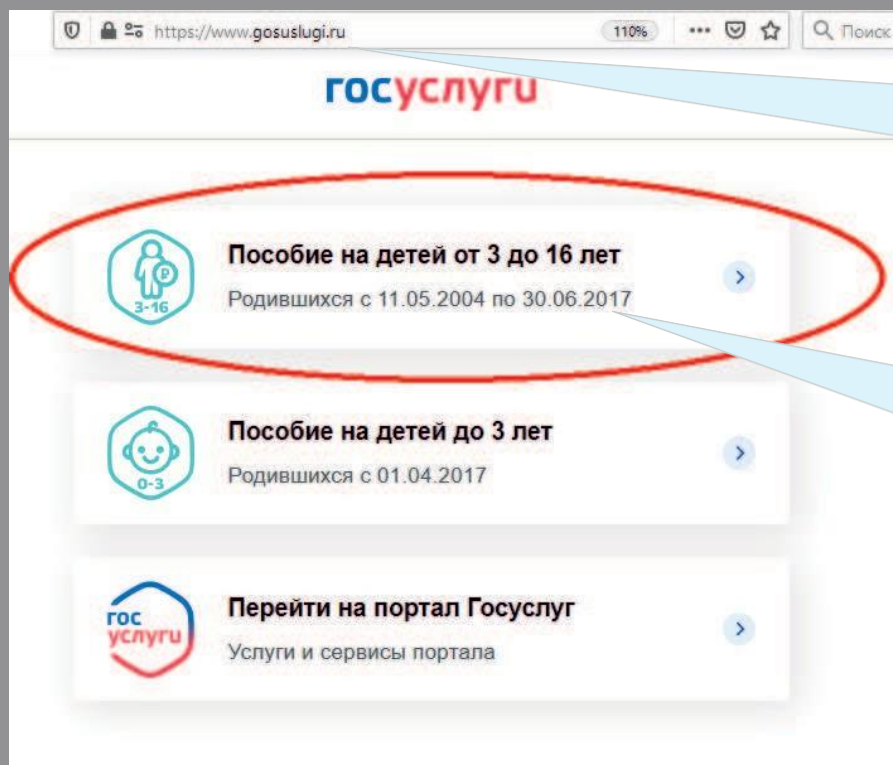 https://www.gosuslugi.ru 110% Поиск
госуслуги
Пособие на детей от 3 до 16 лет
Родившихся с 11.05.2004 по 30.06.2017
3-16
Пособие на детей до 3 лет
Родившихся с 01.04.2017
0-3
Перейти на портал Госуслуг
Услуги и сервисы портала
гос
услуги